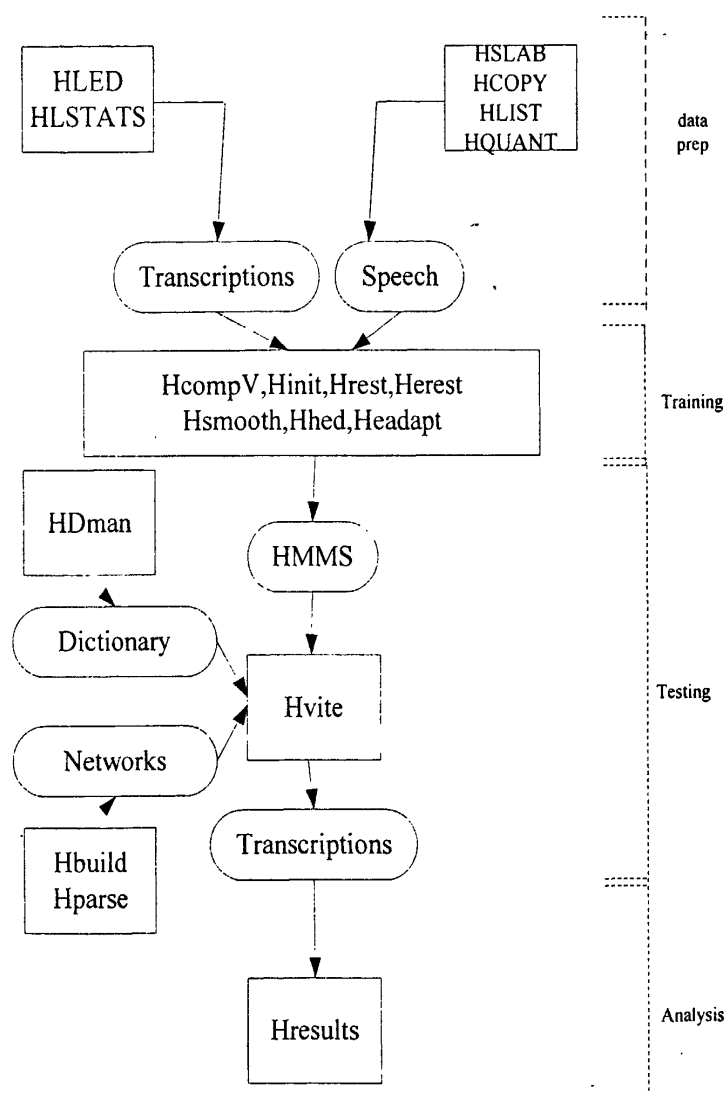 HLED
HLSTATS
HSLAB
HCOPY
HLIST
HQUANT
data
prep
Transcriptions
Speech
HcompV,Hinit,Hrest,Herest
Hsmooth,Hhed,Headapt
Training
HDman
HMMS
Dictionary
Hvite
Testing
Networks
Transcriptions
Hbuild
Hparse
Hresults
Analysis